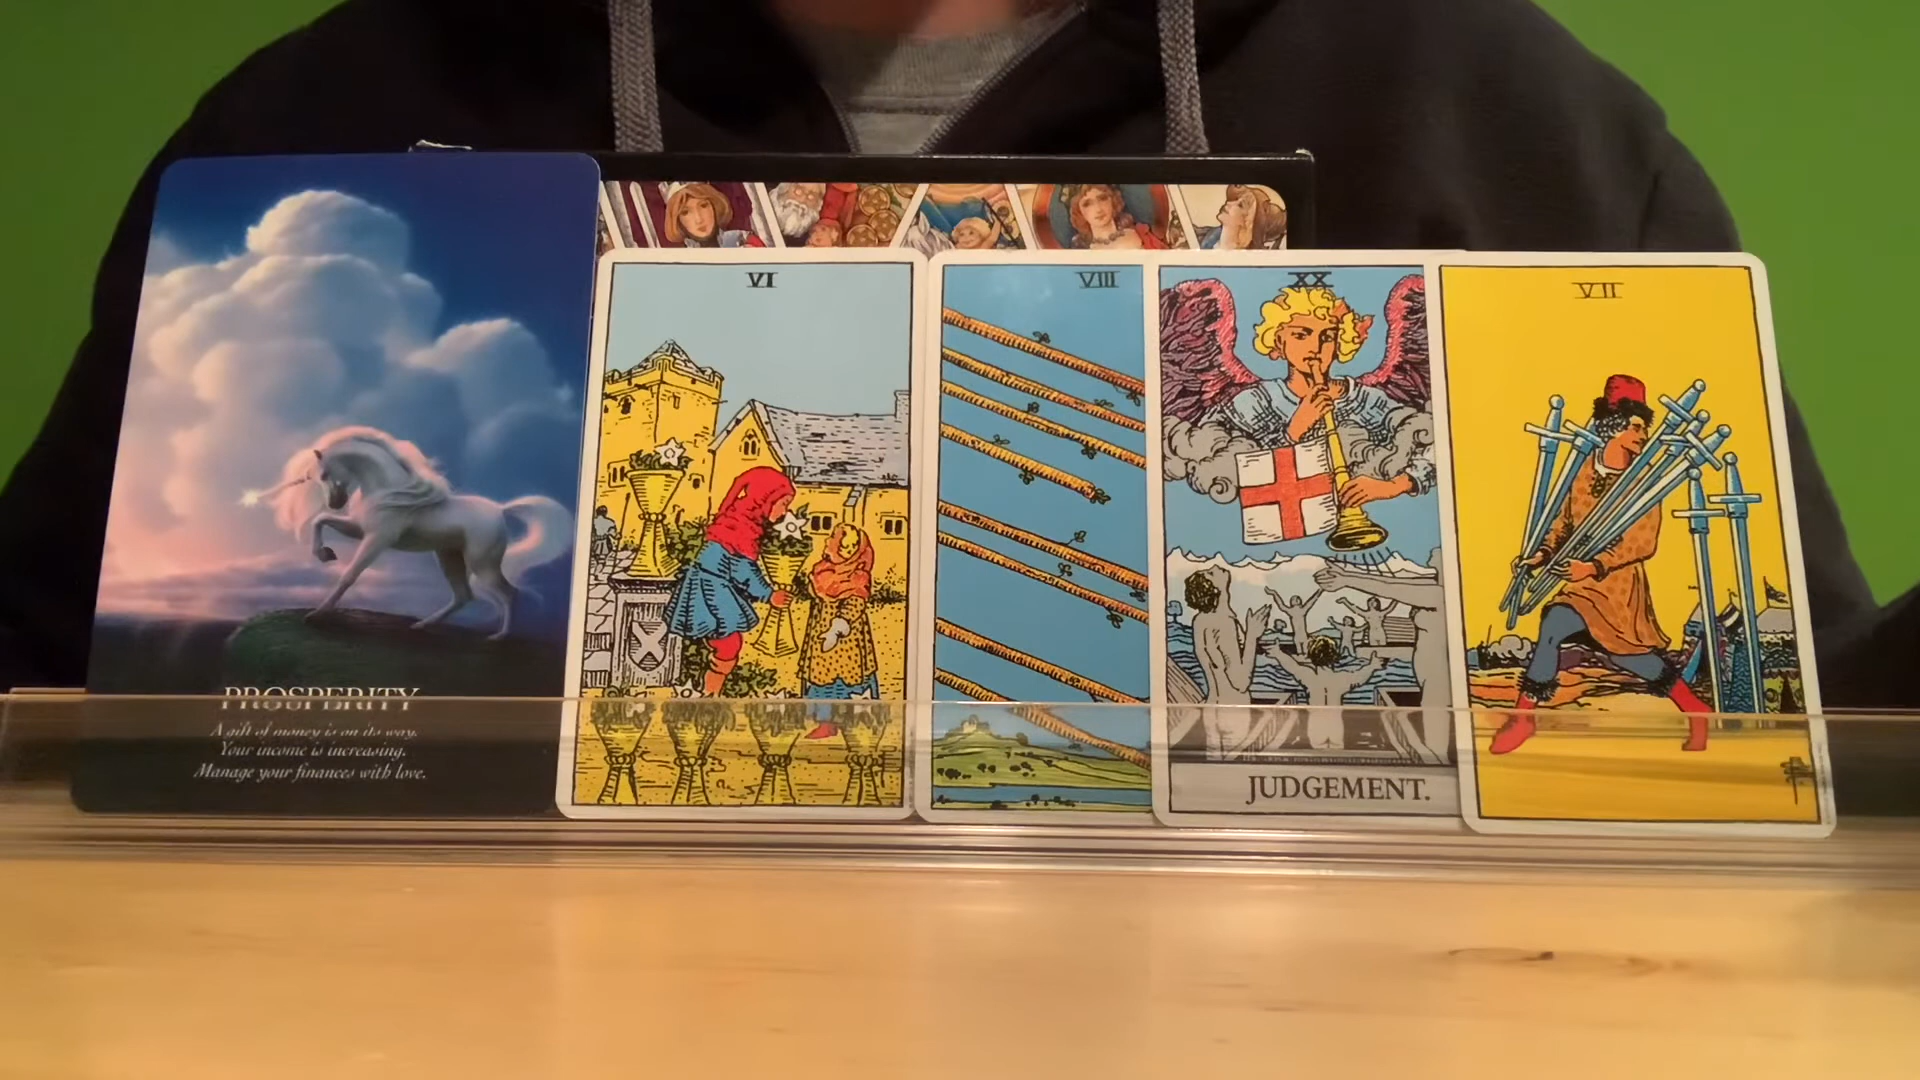 PROSPERITY
A gift of money is on its way.
Your income is increasing.
Manage your finances with love.
VI
VIII
XX
JUDGEMENT.
VII